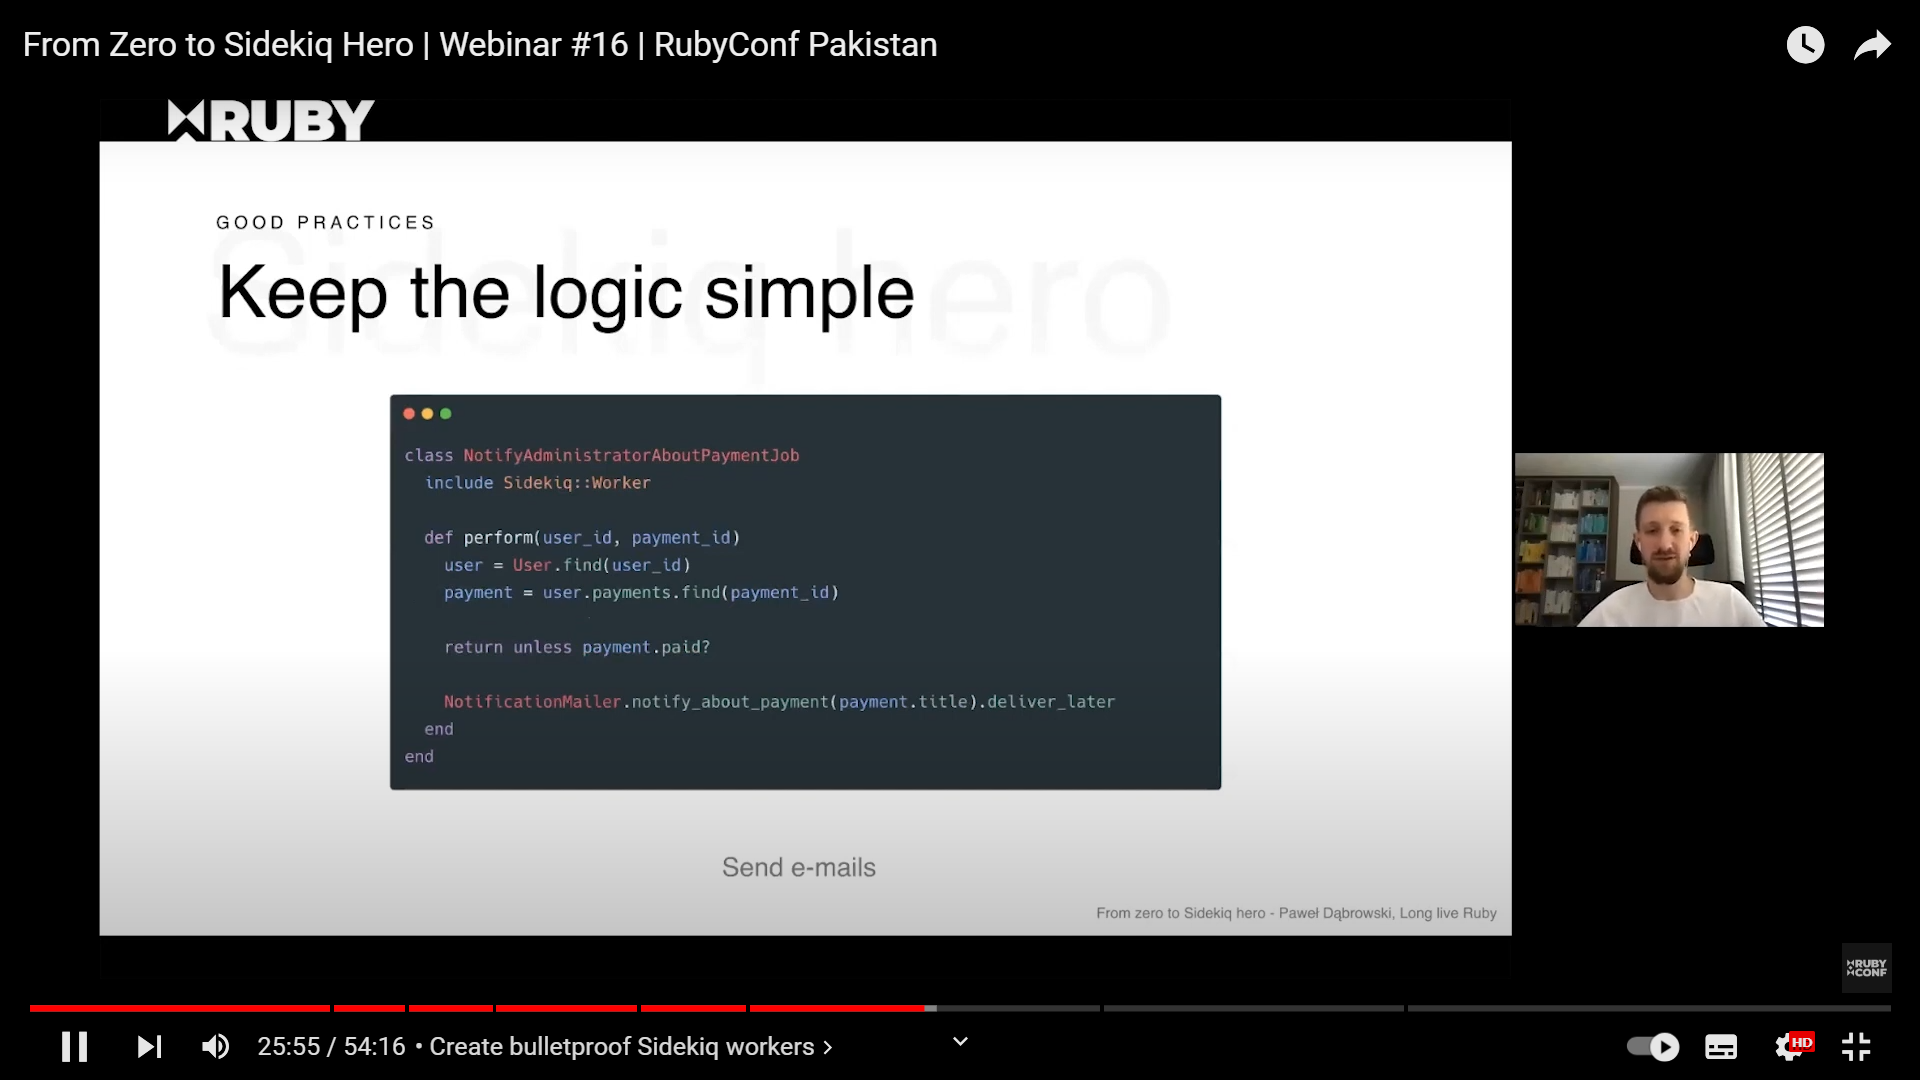 From Zero to Sidekiq Hero | Webinar #16 | RubyConf Pakistan
RUBY
GOOD PRACTICES
Sidekiq hero
Keep the logic simple
class NotifyAdministratorAboutPaymentJob
include Sidekiq::Worker
def perform(user_id, payment_id)
user = User.find(user_id)
payment = user.payments.find(payment_id)
return unless payment.paid?
NotificationMailer.notify_about_payment(payment.title).deliver_later
end
end
Send e-mails
From zero to Sidekiq hero - Paweł Dąbrowski, Long live Ruby
RUBY
CONF
25:55 / 54:16 • Create bulletproof Sidekiq workers >
HD